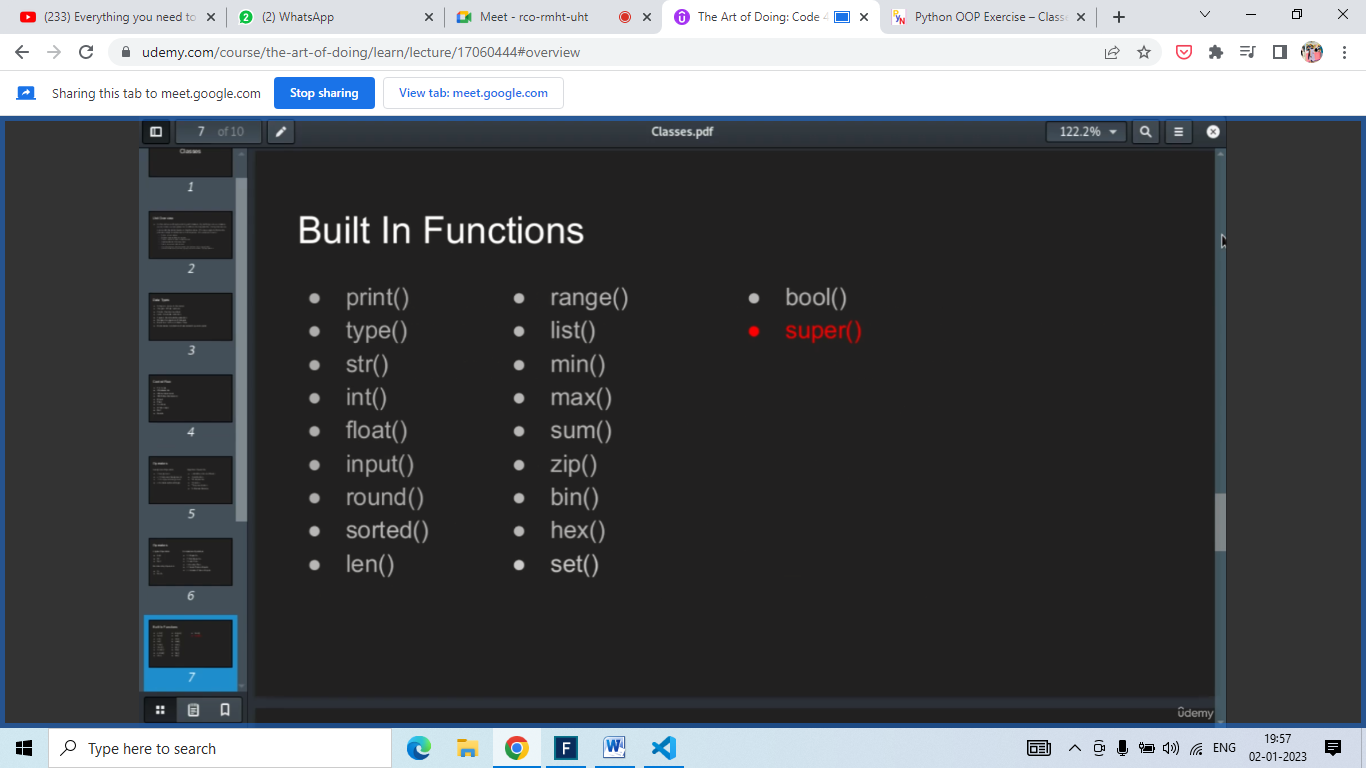 (233) Everything you need to
(2) WhatsApp
Meet - rco-rmht-uht
The Art of Doing: Code
Python OOP Exercise – Class
udemy.com/course/the-art-of-doing/learn/lecture/17060444#overview
Sharing this tab to meet.google.com
Stop sharing
View tab: meet.google.com
7 of 10
Classes.pdf
122.2%
Classes
1
2
3
4
5
6
7
Built In Functions
print()
type()
str()
int()
float()
input()
round()
sorted()
len()
range()
list()
min()
max()
sum()
zip()
bin()
hex()
set()
bool()
super()
ûdemy
Type here to search
ENG
19:57
02-01-2023